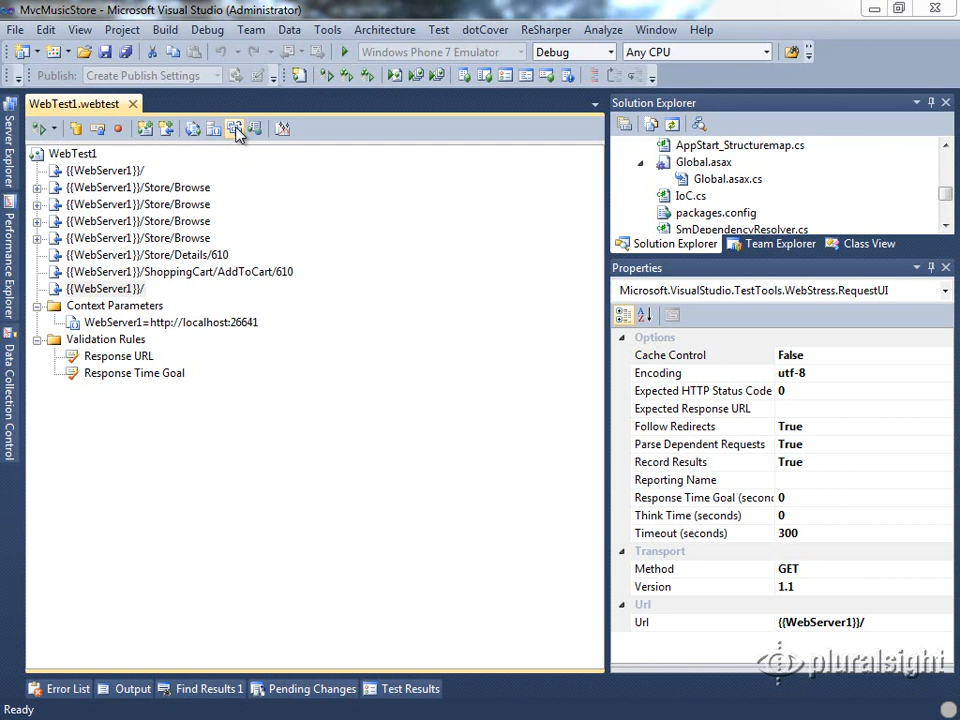 MvcMusicStore - Microsoft Visual Studio (Administrator)
File Edit View Project Build Debug Team Data Tools Architecture Test dotCover ReSharper Analyze Window Help
Windows Phone 7 Emulator Debug Any CPU
Publish: Create Publish Settings
WebTest1.webtest
Server Explorer
Performance Explorer
Data Collection Control
WebTest1
{{WebServer1}}/
{{WebServer1}}/Store/Browse
{{WebServer1}}/Store/Browse
{{WebServer1}}/Store/Browse
{{WebServer1}}/Store/Browse
{{WebServer1}}/Store/Details/610
{{WebServer1}}/ShoppingCart/AddToCart/610
{{WebServer1}}/
Context Parameters
WebServer1=http://localhost:26641
Validation Rules
Response URL
Response Time Goal
Solution Explorer
AppStart_Structuremap.cs
Global.asax
Global.asax.cs
IoC.cs
packages.config
SmDependencyResolver.cs
Solution Explorer Team Explorer Class View
Properties
Microsoft.VisualStudio.TestTools.WebStress.RequestUI
Options
Cache Control False
Encoding utf-8
Expected HTTP Status Code 0
Expected Response URL
Follow Redirects True
Parse Dependent Requests True
Record Results True
Reporting Name
Response Time Goal (second 0
Think Time (seconds) 0
Timeout (seconds) 300
Transport
Method GET
Version 1.1
Url
Url {{WebServer1}}/
pluralsight
Error List Output Find Results 1 Pending Changes Test Results
Ready